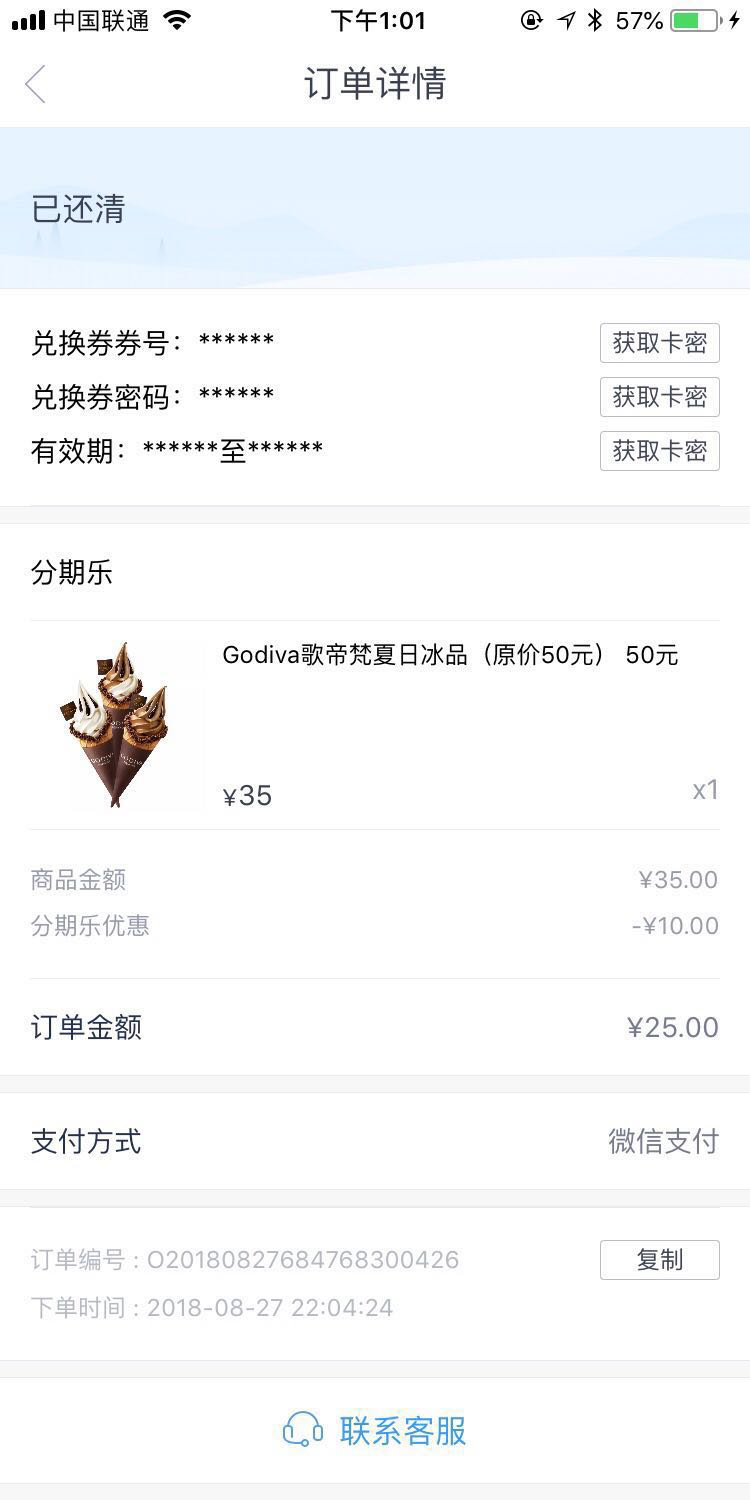 中国联通 下午1:01 57%
订单详情
已还清
兑换券券号：****** 获取卡密
兑换券密码：****** 获取卡密
有效期：******至****** 获取卡密
分期乐
Godiva歌帝梵夏日冰品（原价50元） 50元
¥35 x1
商品金额 ¥35.00
分期乐优惠 -¥10.00
订单金额 ¥25.00
支付方式 微信支付
订单编号 : O20180827684768300426 复制
下单时间 : 2018-08-27 22:04:24
联系客服